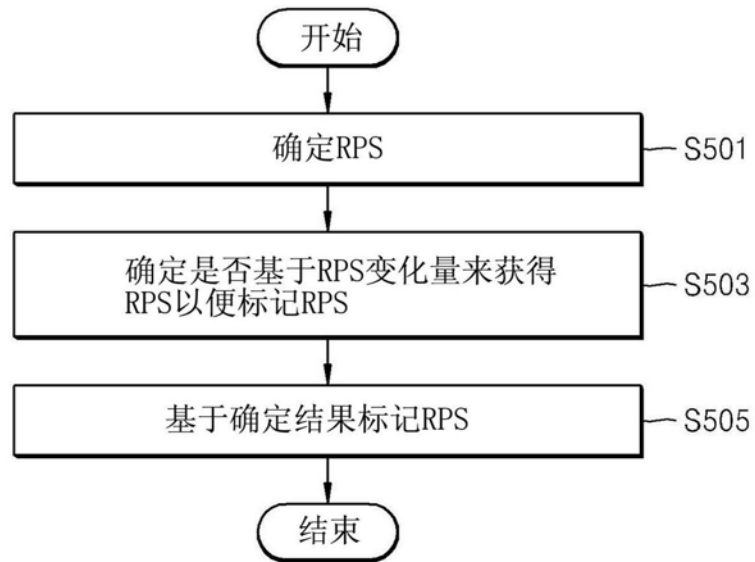 开始
确定RPS
S501
确定是否基于RPS变化量来获得
RPS以便标记RPS
S503
基于确定结果标记RPS
S505
结束